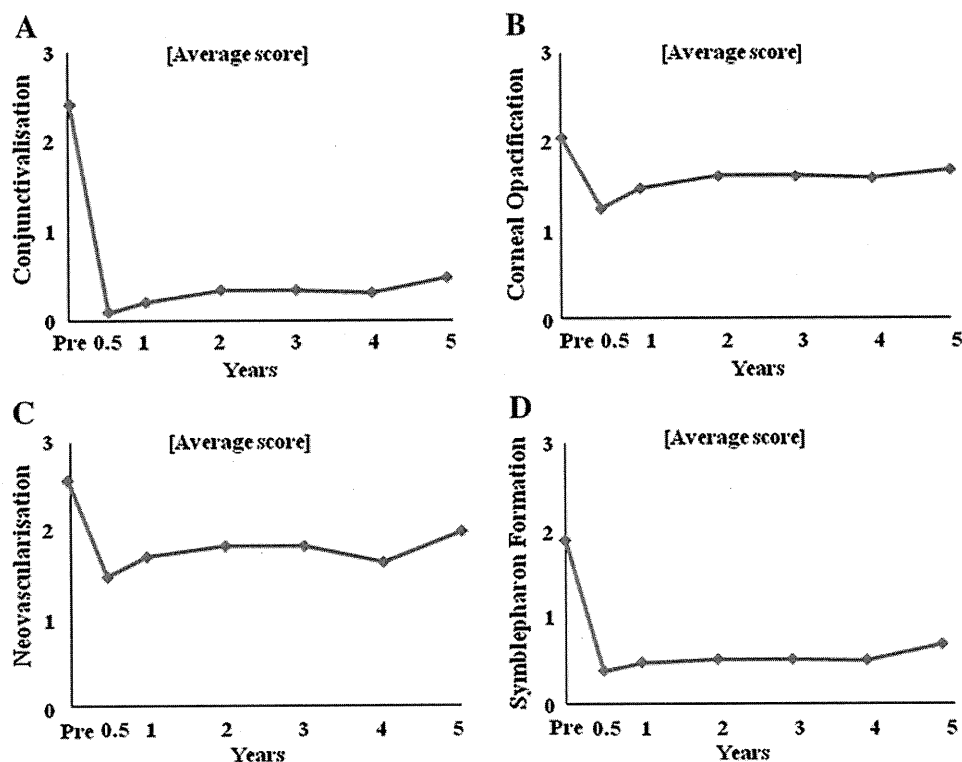 A
[Average score]
Conjunctivalisation
3
2
1
0
Pre 0.5 1 2 3 4 5
Years
B
[Average score]
Corneal Opacification
3
2
1
0
Pre 0.5 1 2 3 4 5
Years
C
[Average score]
Neovascularisation
3
2
1
0
Pre 0.5 1 2 3 4 5
Years
D
[Average score]
Symblepharon Formation
3
2
1
0
Pre 0.5 1 2 3 4 5
Years